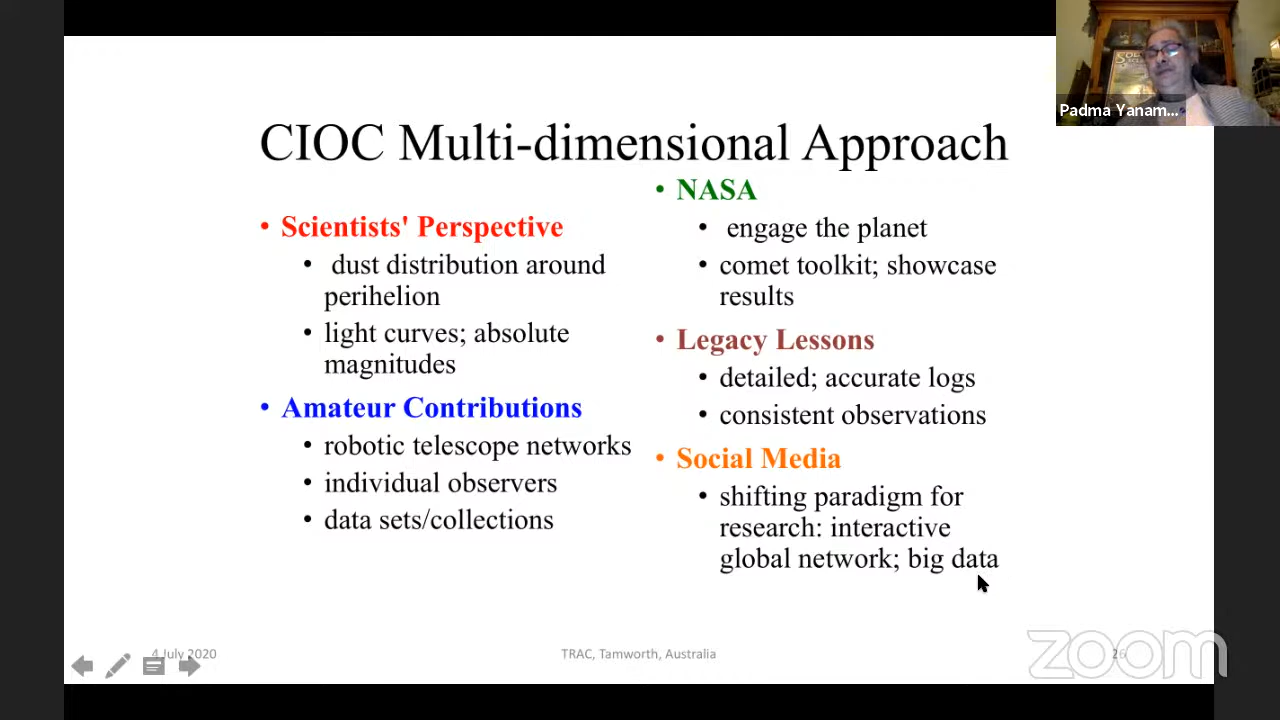 CIOC Multi-dimensional Approach
• Scientists' Perspective
• dust distribution around
perihelion
• light curves; absolute
magnitudes
• Amateur Contributions
• robotic telescope networks
• individual observers
• data sets/collections
• NASA
• engage the planet
• comet toolkit; showcase
results
• Legacy Lessons
• detailed; accurate logs
• consistent observations
• Social Media
• shifting paradigm for
research: interactive
global network; big data
4 July 2020
TRAC, Tamworth, Australia
26
zoom
Padma Yanam...